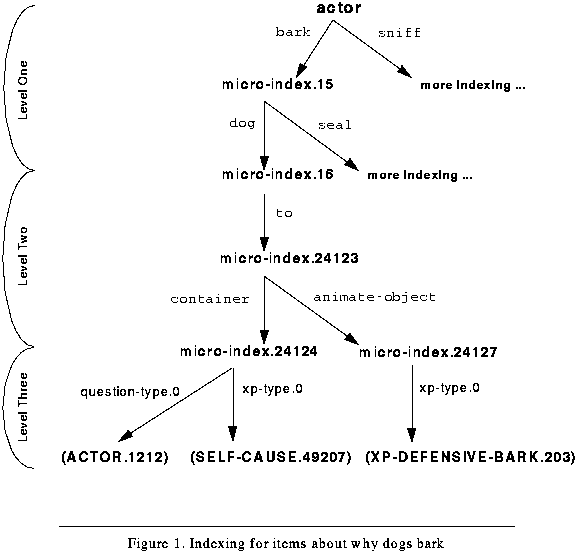 actor
bark
sniff
micro-index.15
more indexing ...
Level One
dog
seal
micro-index.16
more indexing ...
to
Level Two
micro-index.24123
container
animate-object
micro-index.24124
micro-index.24127
Level Three
question-type.0
xp-type.0
xp-type.0
(ACTOR.1212)
(SELF-CAUSE.49207)
(XP-DEFENSIVE-BARK.203)
Figure 1. Indexing for items about why dogs bark